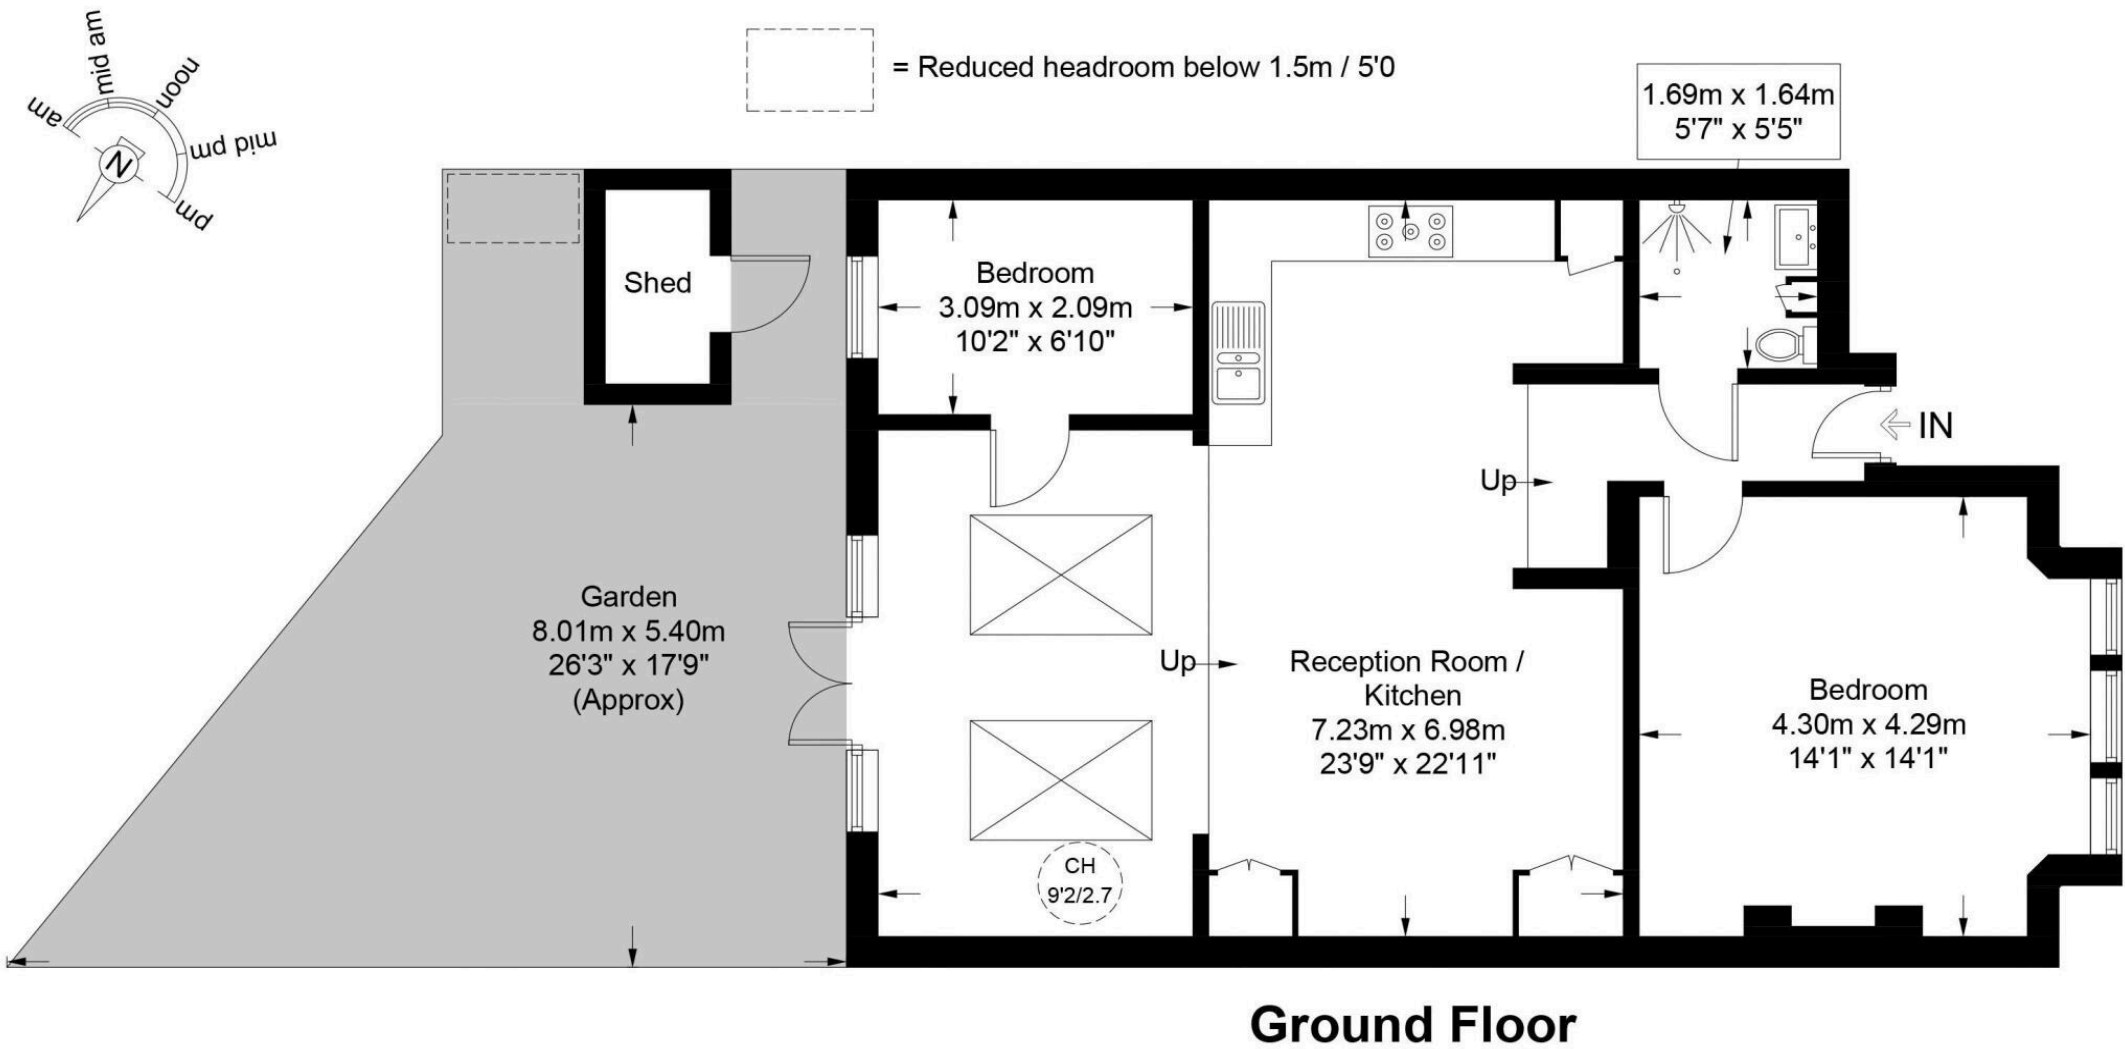 am
mid am
noon
mid pm
pm
N
= Reduced headroom below 1.5m / 5'0
1.69m x 1.64m
5'7" x 5'5"
Shed
Bedroom
3.09m x 2.09m
10'2" x 6'10"
IN
Up
Garden
8.01m x 5.40m
26'3" x 17'9"
(Approx)
Up
Reception Room /
Kitchen
7.23m x 6.98m
23'9" x 22'11"
Bedroom
4.30m x 4.29m
14'1" x 14'1"
CH
9'2/2.7
Ground Floor